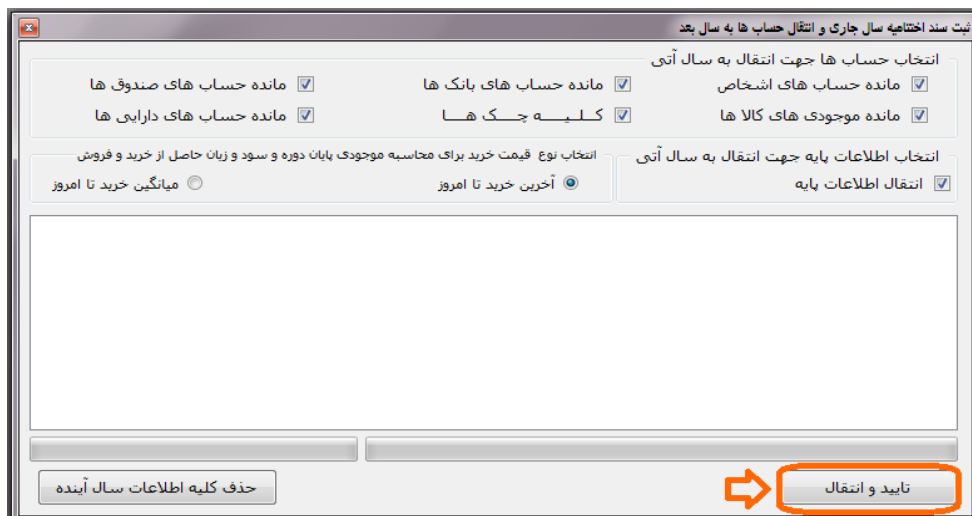 ثبت سند اختتامیه سال جاری و انتقال حساب ها به سال بعد
انتخاب حساب ها جهت انتقال به سال آتی
مانده حساب های اشخاص
مانده حساب های بانک ها
مانده حساب های صندوق ها
مانده موجودی های کالا ها
کلیه چک ها
مانده حساب های دارایی ها
انتخاب اطلاعات پایه جهت انتقال به سال آتی
انتخاب نوع قیمت خرید برای محاسبه موجودی پایان دوره و سود و زیان حاصل از خرید و فروش
انتقال اطلاعات پایه
آخرین خرید تا امروز
میانگین خرید تا امروز
تایید و انتقال
حذف کلیه اطلاعات سال آینده